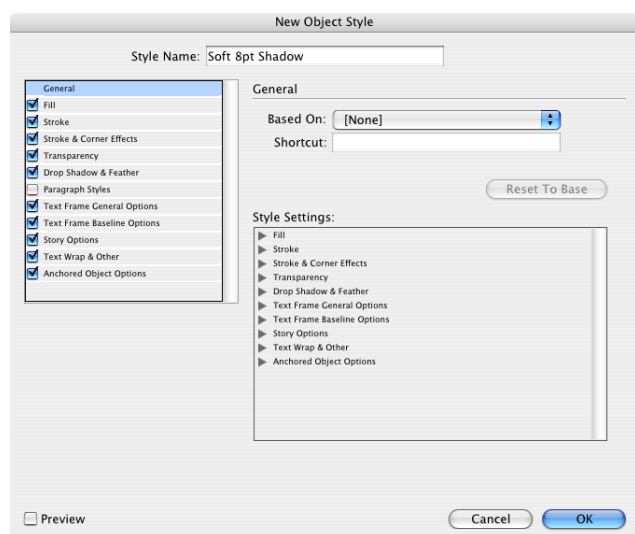 New Object Style
Style Name: Soft 8pt Shadow
General
Fill
Stroke
Stroke & Corner Effects
Transparency
Drop Shadow & Feather
Paragraph Styles
Text Frame General Options
Text Frame Baseline Options
Story Options
Text Wrap & Other
Anchored Object Options
General
Based On: [None]
Shortcut:
Reset To Base
Style Settings:
Fill
Stroke
Stroke & Corner Effects
Transparency
Drop Shadow & Feather
Text Frame General Options
Text Frame Baseline Options
Story Options
Text Wrap & Other
Anchored Object Options
Preview
Cancel
OK